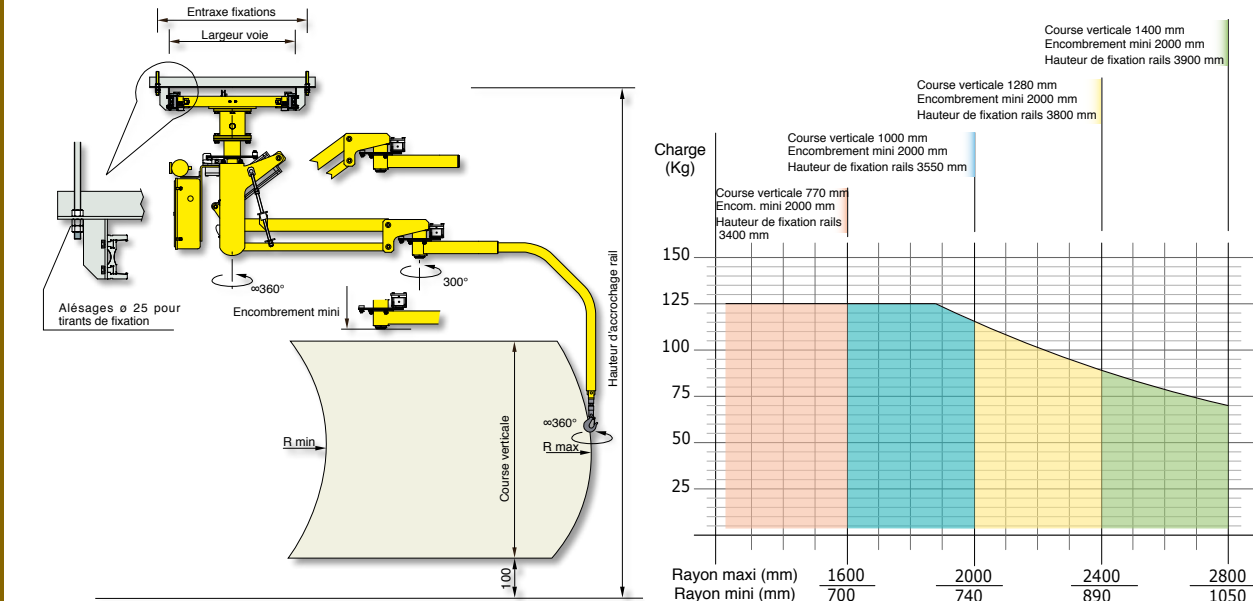 Entraxe fixations
Largeur voie
Alésages ø 25 pour
tirants de fixation
∞360°
300°
Encombrement mini
Hauteur d'accrochage rail
∞360°
R min
R max
Course verticale
100
Course verticale 1400 mm
Encombrement mini 2000 mm
Hauteur de fixation rails 3900 mm
Course verticale 1280 mm
Encombrement mini 2000 mm
Hauteur de fixation rails 3800 mm
Course verticale 1000 mm
Encombrement mini 2000 mm
Hauteur de fixation rails 3550 mm
Course verticale 770 mm
Encom. mini 2000 mm
Hauteur de fixation rails
3400 mm
Charge
(Kg)
150
125
100
75
50
25
Rayon maxi (mm) 1600 2000 2400 2800
Rayon mini (mm) 700 740 890 1050